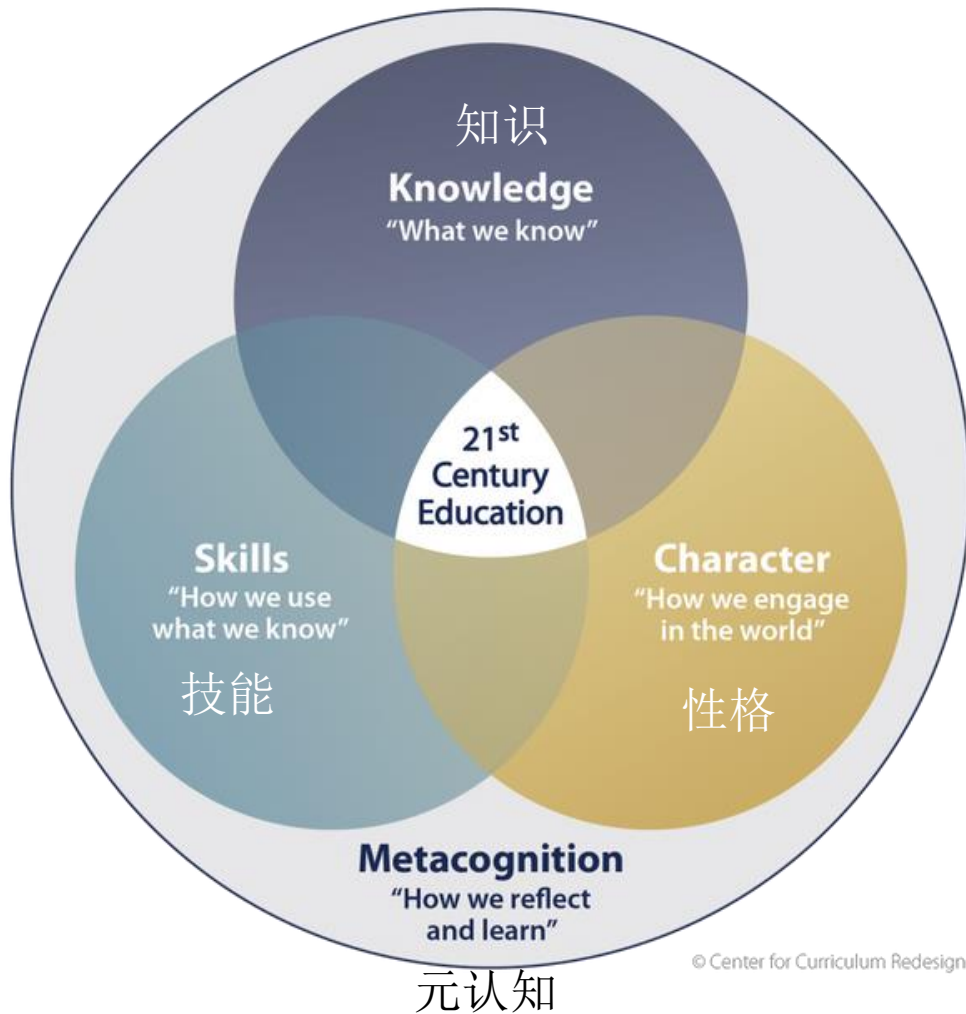 知识
Knowledge
“What we know”
21st
Century
Education
Skills
“How we use
what we know”
技能
Character
“How we engage
in the world”
性格
Metacognition
“How we reflect
and learn”
© Center for Curriculum Redesign
元认知